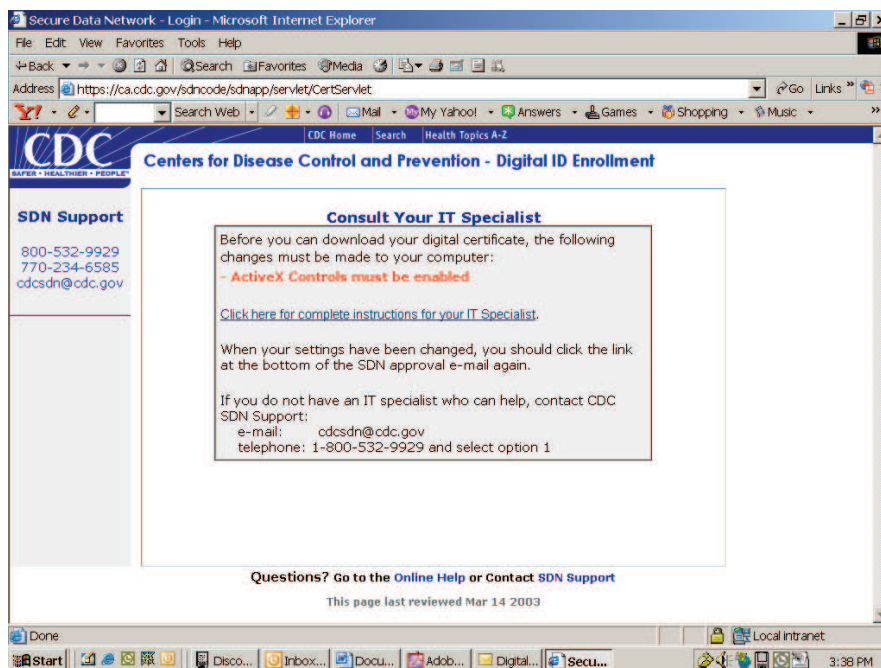 Secure Data Network - Login - Microsoft Internet Explorer
File Edit View Favorites Tools Help
Back Search Favorites Media
Address https://ca.cdc.gov/sdncode/sdnapp/servlet/CertServlet Go Links »
Y! Search Web Mail My Yahoo! Answers Games Shopping Music »
CDC Home Search Health Topics A-Z
CDC
SAFER • HEALTHIER • PEOPLE™
Centers for Disease Control and Prevention - Digital ID Enrollment
SDN Support
800-532-9929
770-234-6585
cdcsdn@cdc.gov
Consult Your IT Specialist
Before you can download your digital certificate, the following
changes must be made to your computer:
- ActiveX Controls must be enabled
Click here for complete instructions for your IT Specialist.
When your settings have been changed, you should click the link
at the bottom of the SDN approval e-mail again.
If you do not have an IT specialist who can help, contact CDC
SDN Support:
e-mail: cdcsdn@cdc.gov
telephone: 1-800-532-9929 and select option 1
Questions? Go to the Online Help or Contact SDN Support
This page last reviewed Mar 14 2003
Done Local intranet
Start Disco... Inbox... Docu... Adob... Digital... Secu... 3:38 PM